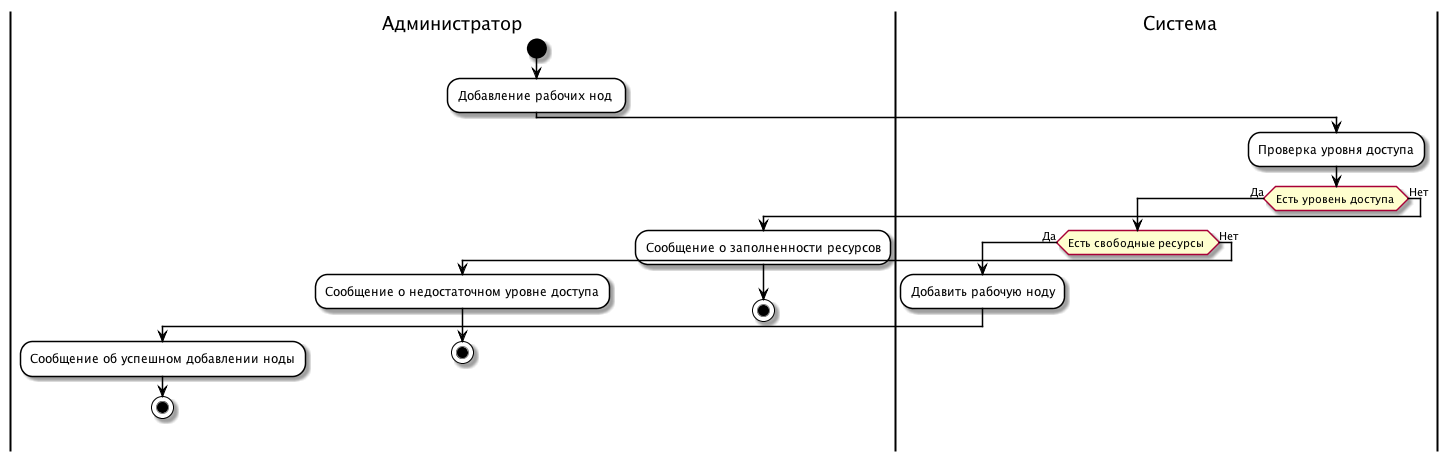 Администратор
Система
Добавление рабочих нод
Проверка уровня доступа
Да
Есть уровень доступа
Нет
Сообщение о заполненности ресурсов
Да
Есть свободные ресурсы
Нет
Сообщение о недостаточном уровне доступа
Добавить рабочую ноду
Сообщение об успешном добавлении ноды